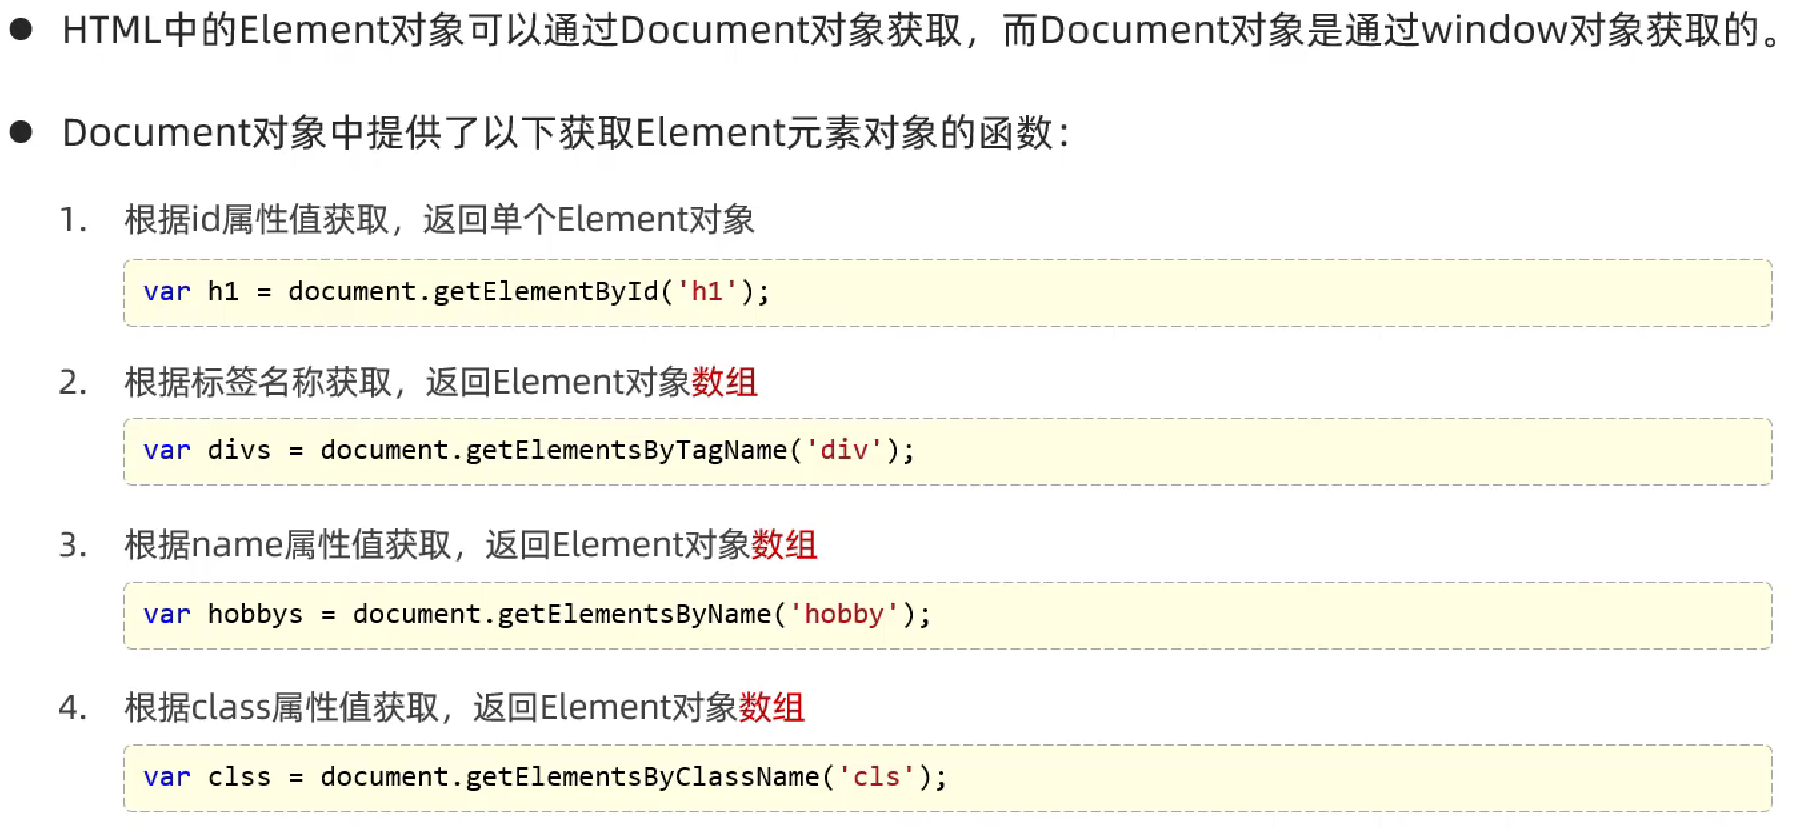 ● HTML中的Element对象可以通过Document对象获取，而Document对象是通过window对象获取的。
● Document对象中提供了以下获取Element元素对象的函数：
1. 根据id属性值获取，返回单个Element对象
var h1 = document.getElementById('h1');
2. 根据标签名称获取，返回Element对象数组
var divs = document.getElementsByTagName('div');
3. 根据name属性值获取，返回Element对象数组
var hobbys = document.getElementsByName('hobby');
4. 根据class属性值获取，返回Element对象数组
var clss = document.getElementsByClassName('cls');